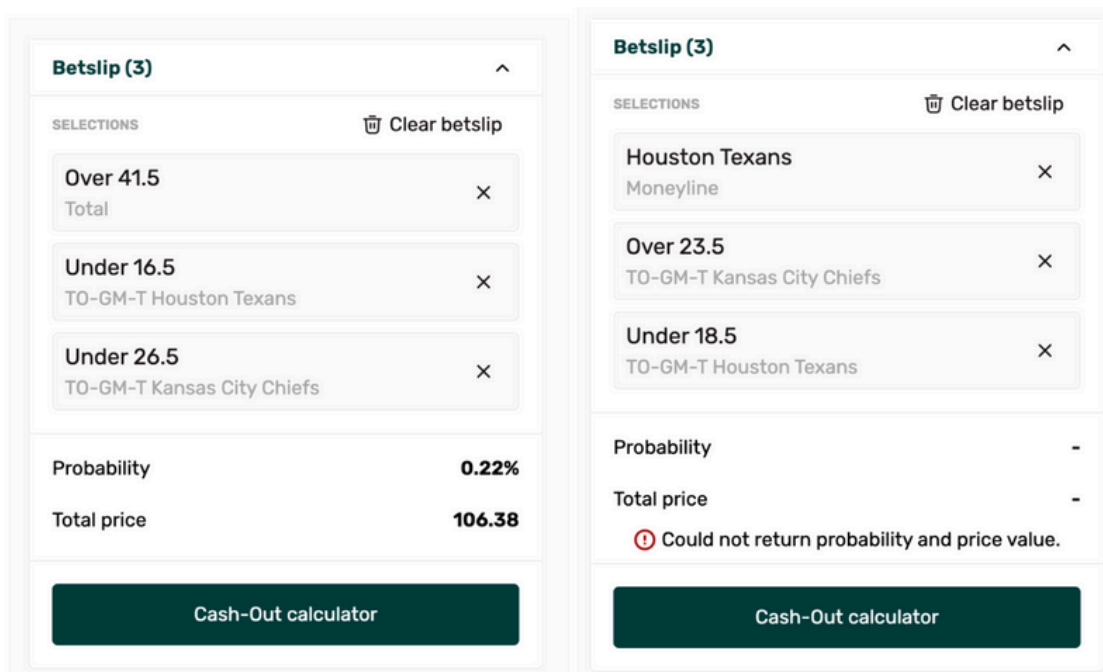 Betslip (3)
SELECTIONS Clear betslip
Over 41.5
Total
Under 16.5
TO-GM-T Houston Texans
Under 26.5
TO-GM-T Kansas City Chiefs
Probability 0.22%
Total price 106.38
Cash-Out calculator
Betslip (3)
SELECTIONS Clear betslip
Houston Texans
Moneyline
Over 23.5
TO-GM-T Kansas City Chiefs
Under 18.5
TO-GM-T Houston Texans
Probability -
Total price -
Could not return probability and price value.
Cash-Out calculator